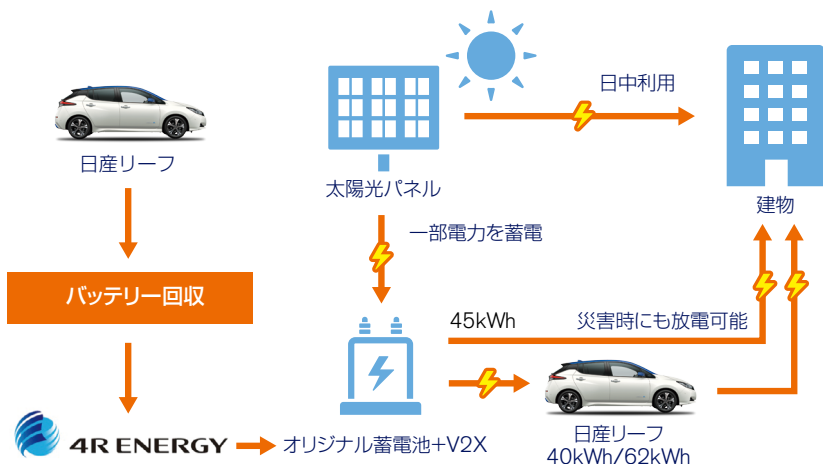 日産リーフ
バッテリー回収
4R ENERGY
太陽光パネル
日中利用
建物
一部電力を蓄電
45kWh
災害時にも放電可能
オリジナル蓄電池+V2X
日産リーフ
40kWh/62kWh